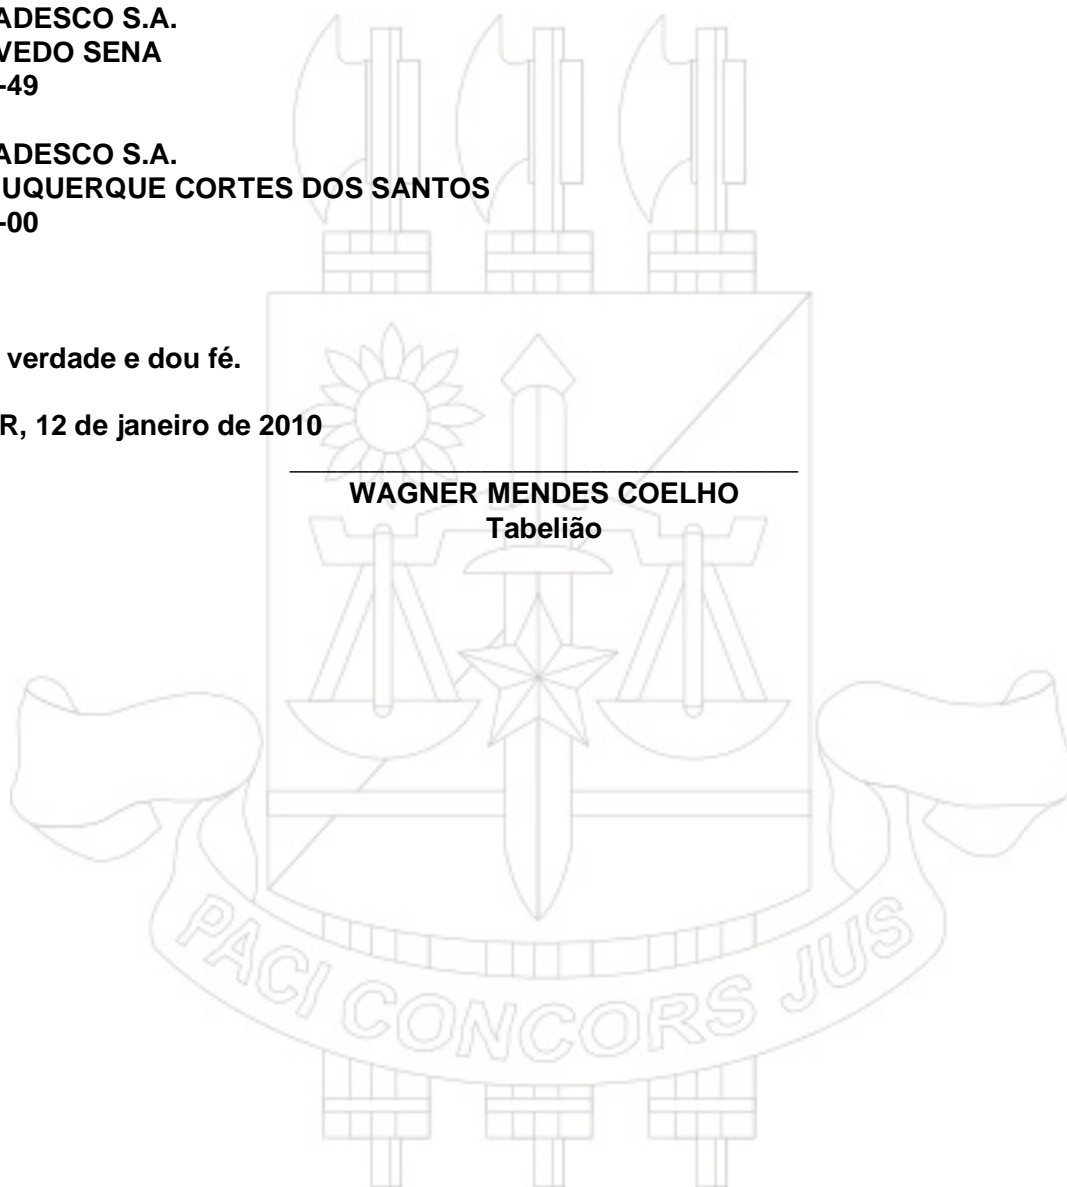 ADESCO S.A.
VEDO SENA
-49
ADESCO S.A.
UQUERQUE CORTES DOS SANTOS
-00
verdade e dou fé.
R, 12 de janeiro de 2010
WAGNER MENDES COELHO
Tabelião
PACI CONCORS JUS